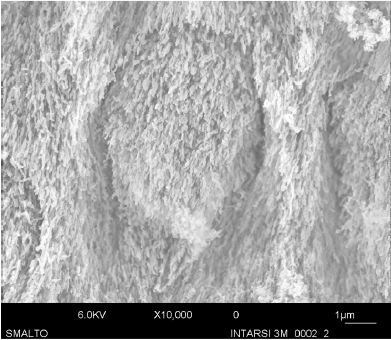 6.0KV X10,000 0 1µm
SMALTO INTARSI 3M 0002 2